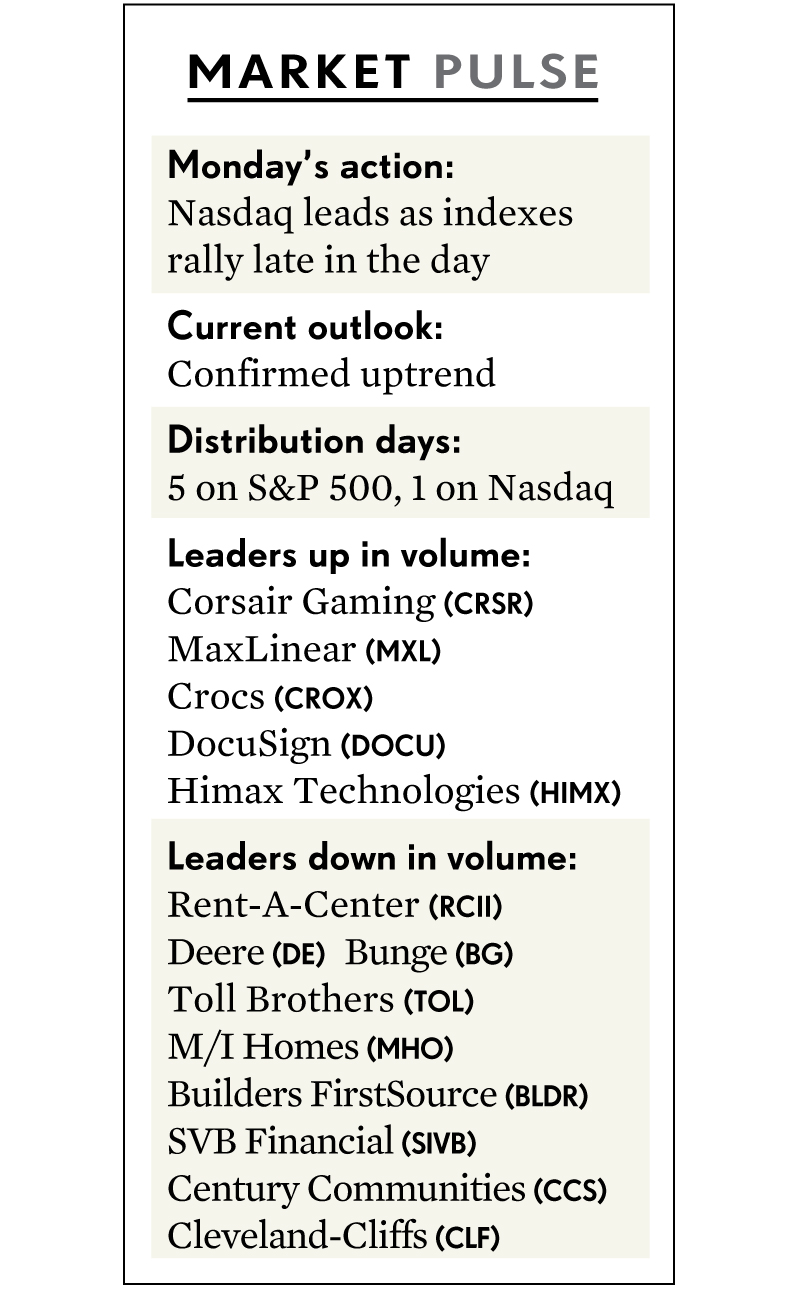 MARKET PULSE
Monday’s action:
Nasdaq leads as indexes
rally late in the day
Current outlook:
Confirmed uptrend
Distribution days:
5 on S&P 500, 1 on Nasdaq
Leaders up in volume:
Corsair Gaming (CRSR)
MaxLinear (MXL)
Crocs (CROX)
DocuSign (DOCU)
Himax Technologies (HIMX)
Leaders down in volume:
Rent-A-Center (RCII)
Deere (DE) Bunge (BG)
Toll Brothers (TOL)
M/I Homes (MHO)
Builders FirstSource (BLDR)
SVB Financial (SIVB)
Century Communities (CCS)
Cleveland-Cliffs (CLF)